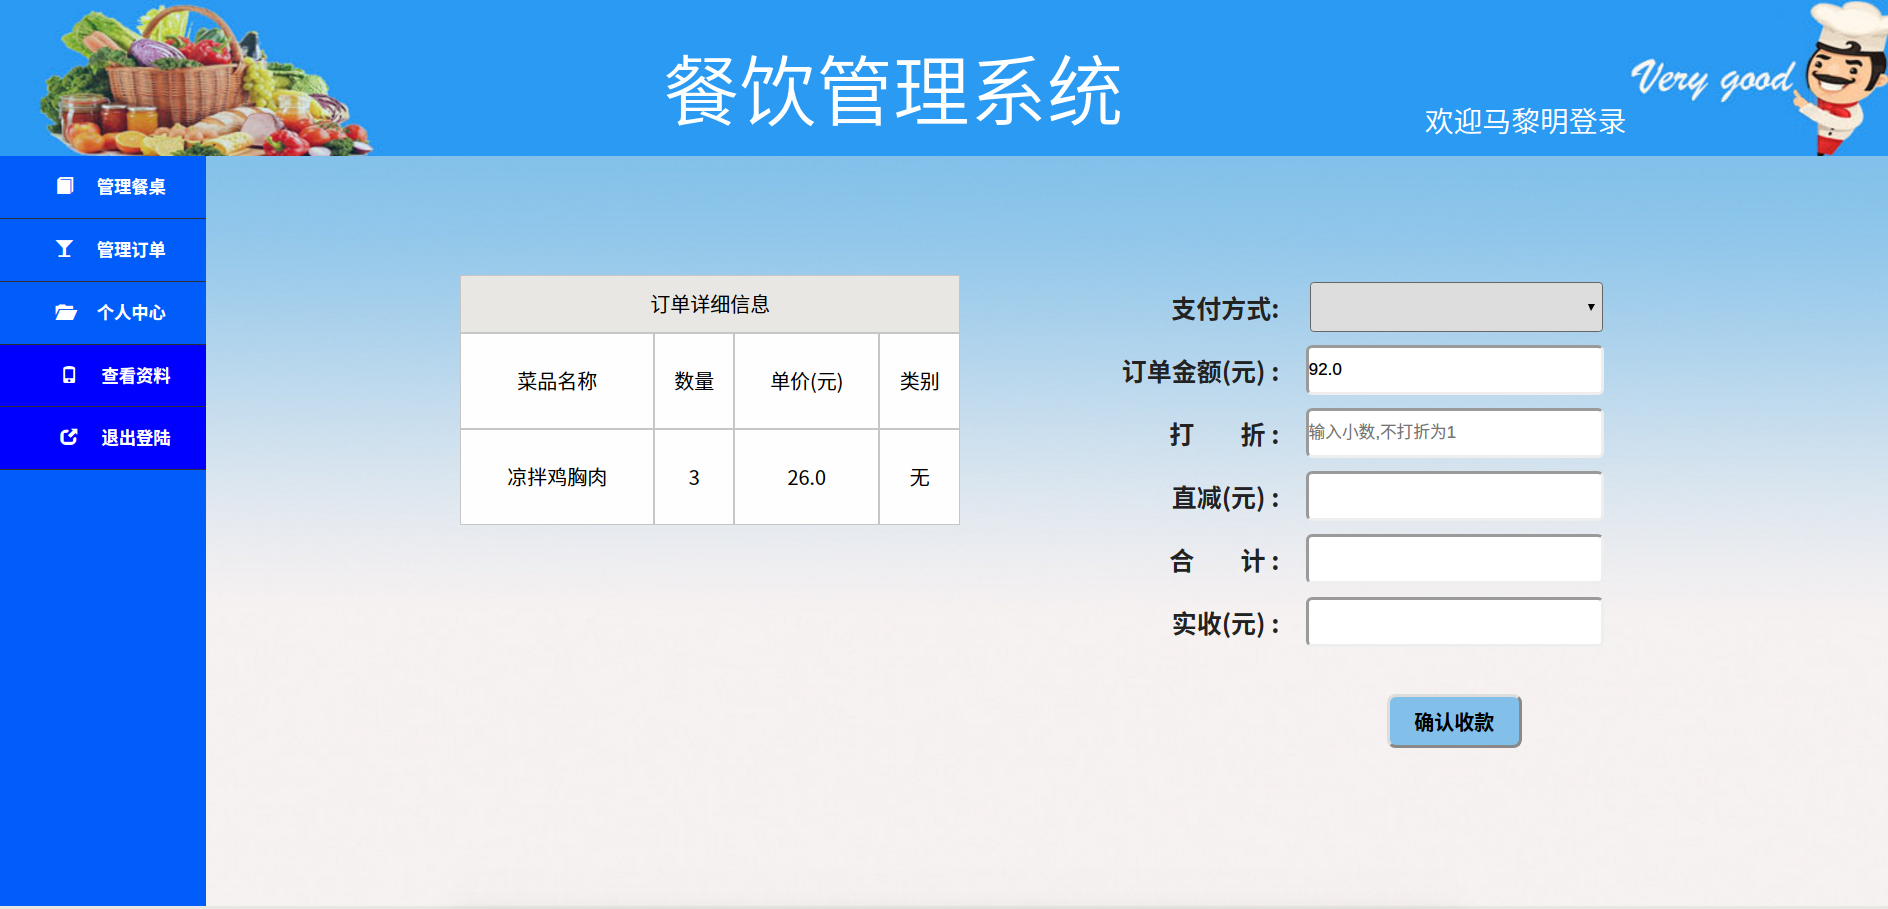 餐饮管理系统
Very good
欢迎马黎明登录
管理餐桌
管理订单
个人中心
查看资料
退出登陆
订单详细信息
菜品名称 数量 单价(元) 类别
凉拌鸡胸肉 3 26.0 无
支付方式:
订单金额(元) : 92.0
打 折 : 输入小数,不打折为1
直减(元) :
合 计 :
实收(元) :
确认收款